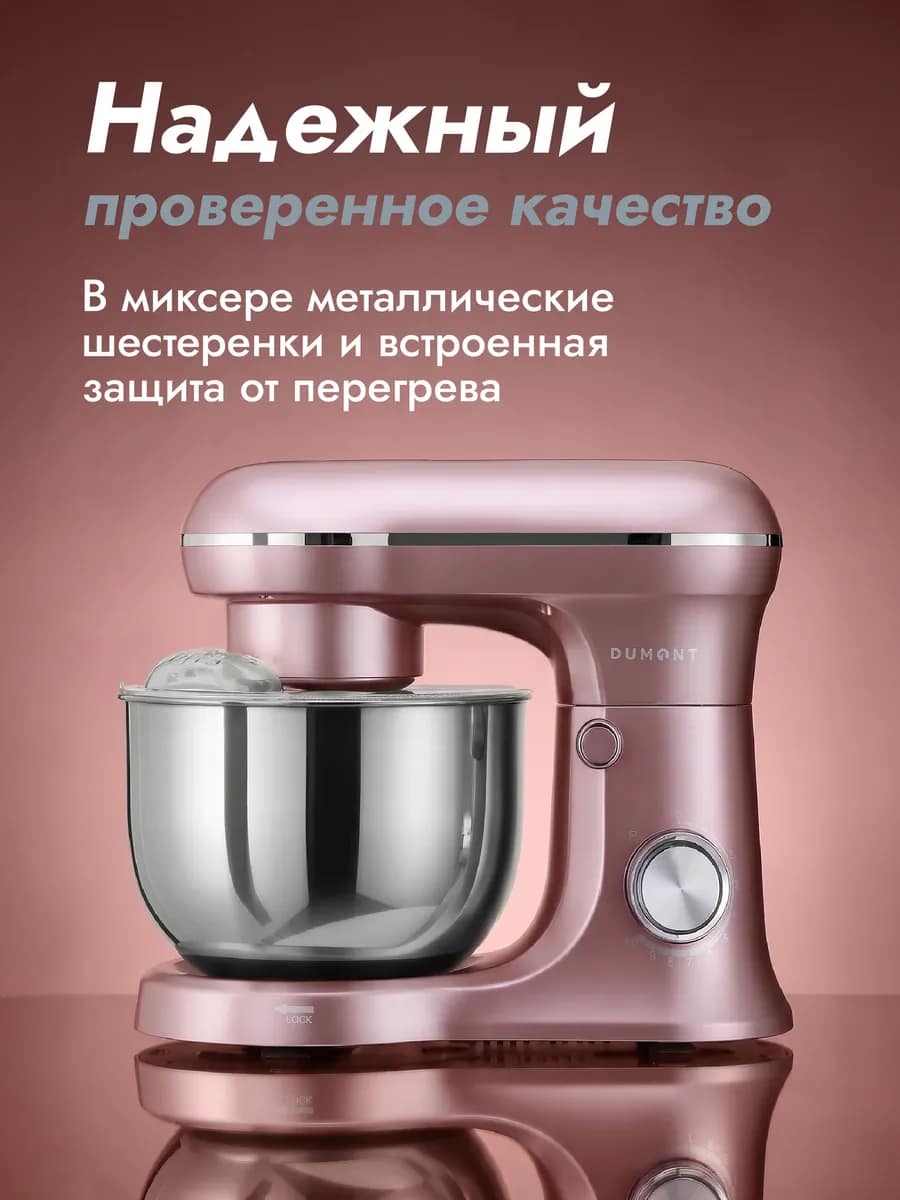 Надежный
проверенное качество
В миксере металлические
шестеренки и встроенная
защита от перегрева
DUMONT
P
LOCK